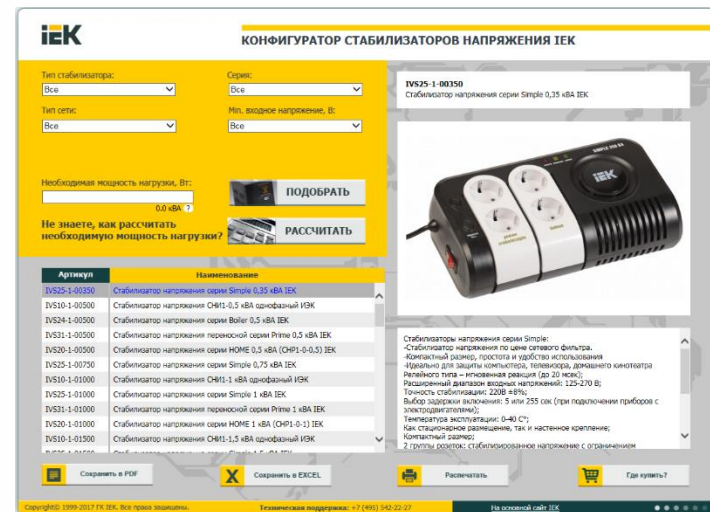 iEK
КОНФИГУРАТОР СТАБИЛИЗАТОРОВ НАПРЯЖЕНИЯ IEK
Тип стабилизатора:
Серия:
Все
Все
Тип сети:
Min. входное напряжение, В:
Все
Все
Необходимая мощность нагрузки, Вт:
0.0 кВА ?
ПОДОБРАТЬ
Не знаете, как рассчитать
необходимую мощность нагрузки?
РАССЧИТАТЬ
Артикул Наименование
IVS25-1-00350 Стабилизатор напряжения серии Simple 0,35 кВА IEK
IVS10-1-00500 Стабилизатор напряжения СНИ1-0,5 кВА однофазный ИЭК
IVS24-1-00500 Стабилизатор напряжения серии Boiler 0,5 кВА IEK
IVS31-1-00500 Стабилизатор напряжения переносной серии Prime 0,5 кВА IEK
IVS20-1-00500 Стабилизатор напряжения серии HOME 0,5 кВА (СНР1-0-0,5) IEK
IVS25-1-00750 Стабилизатор напряжения серии Simple 0,75 кВА IEK
IVS10-1-01000 Стабилизатор напряжения СНИ1-1 кВА однофазный ИЭК
IVS25-1-01000 Стабилизатор напряжения серии Simple 1 кВА IEK
IVS31-1-01000 Стабилизатор напряжения переносной серии Prime 1 кВА IEK
IVS20-1-01000 Стабилизатор напряжения серии HOME 1 кВА (СНР1-0-1) IEK
IVS10-1-01500 Стабилизатор напряжения СНИ1-1,5 кВА однофазный ИЭК
IVS25-1-00350
Стабилизатор напряжения серии Simple 0,35 кВА IEK
IEK
Стабилизаторы напряжения серии Simple:
-Стабилизатор напряжения по цене сетевого фильтра.
-Компактный размер, простота и удобство использования
-Идеально для защиты компьютера, телевизора, домашнего кинотеатра
Релейного типа – мгновенная реакция (до 20 мсек);
Расширенный диапазон входных напряжений: 125-270 В;
Точность стабилизации: 220В ±8%;
Выбор задержки включения: 5 или 255 сек (при подключении приборов с
электродвигателями);
Температура эксплуатации: 0-40 С°;
Как стационарное размещение, так и настенное крепление;
Компактный размер;
2 группы розеток: стабилизированное напряжение с ограничением
Сохранить в PDF
X Сохранить в EXCEL
Распечатать
Где купить?
Copyright© 1999-2017 ГК IEK. Все права защищены.
Техническая поддержка: +7 (495) 542-22-27
На основной сайт IEK